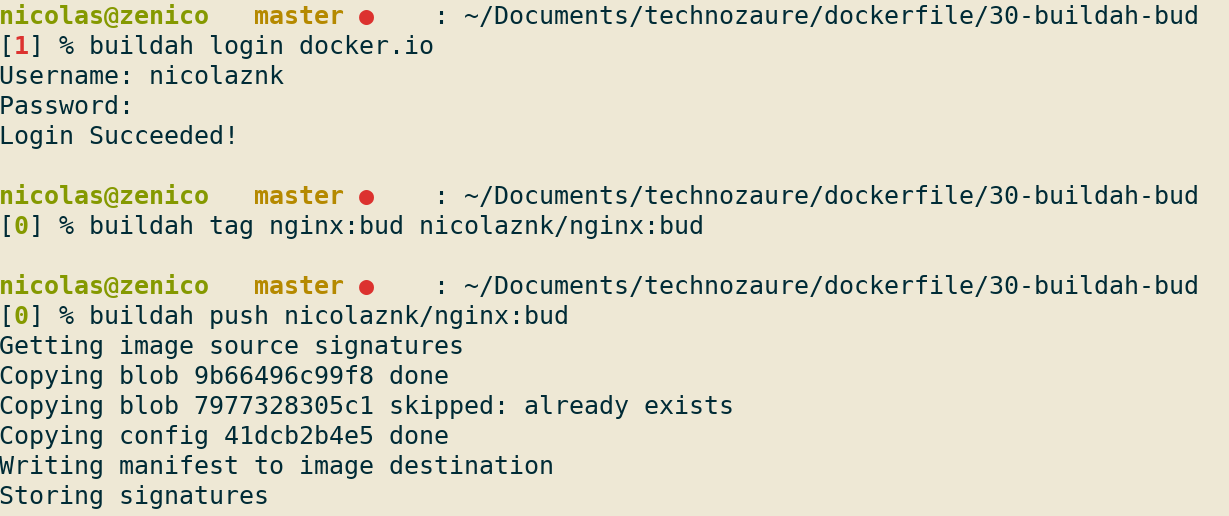 nicolas@zenico master ● : ~/Documents/technozaure/dockerfile/30-buildah-bud
[1] % buildah login docker.io
Username: nicolaznk
Password:
Login Succeeded!
nicolas@zenico master ● : ~/Documents/technozaure/dockerfile/30-buildah-bud
[0] % buildah tag nginx:bud nicolaznk/nginx:bud
nicolas@zenico master ● : ~/Documents/technozaure/dockerfile/30-buildah-bud
[0] % buildah push nicolaznk/nginx:bud
Getting image source signatures
Copying blob 9b66496c99f8 done
Copying blob 7977328305c1 skipped: already exists
Copying config 41dcb2b4e5 done
Writing manifest to image destination
Storing signatures